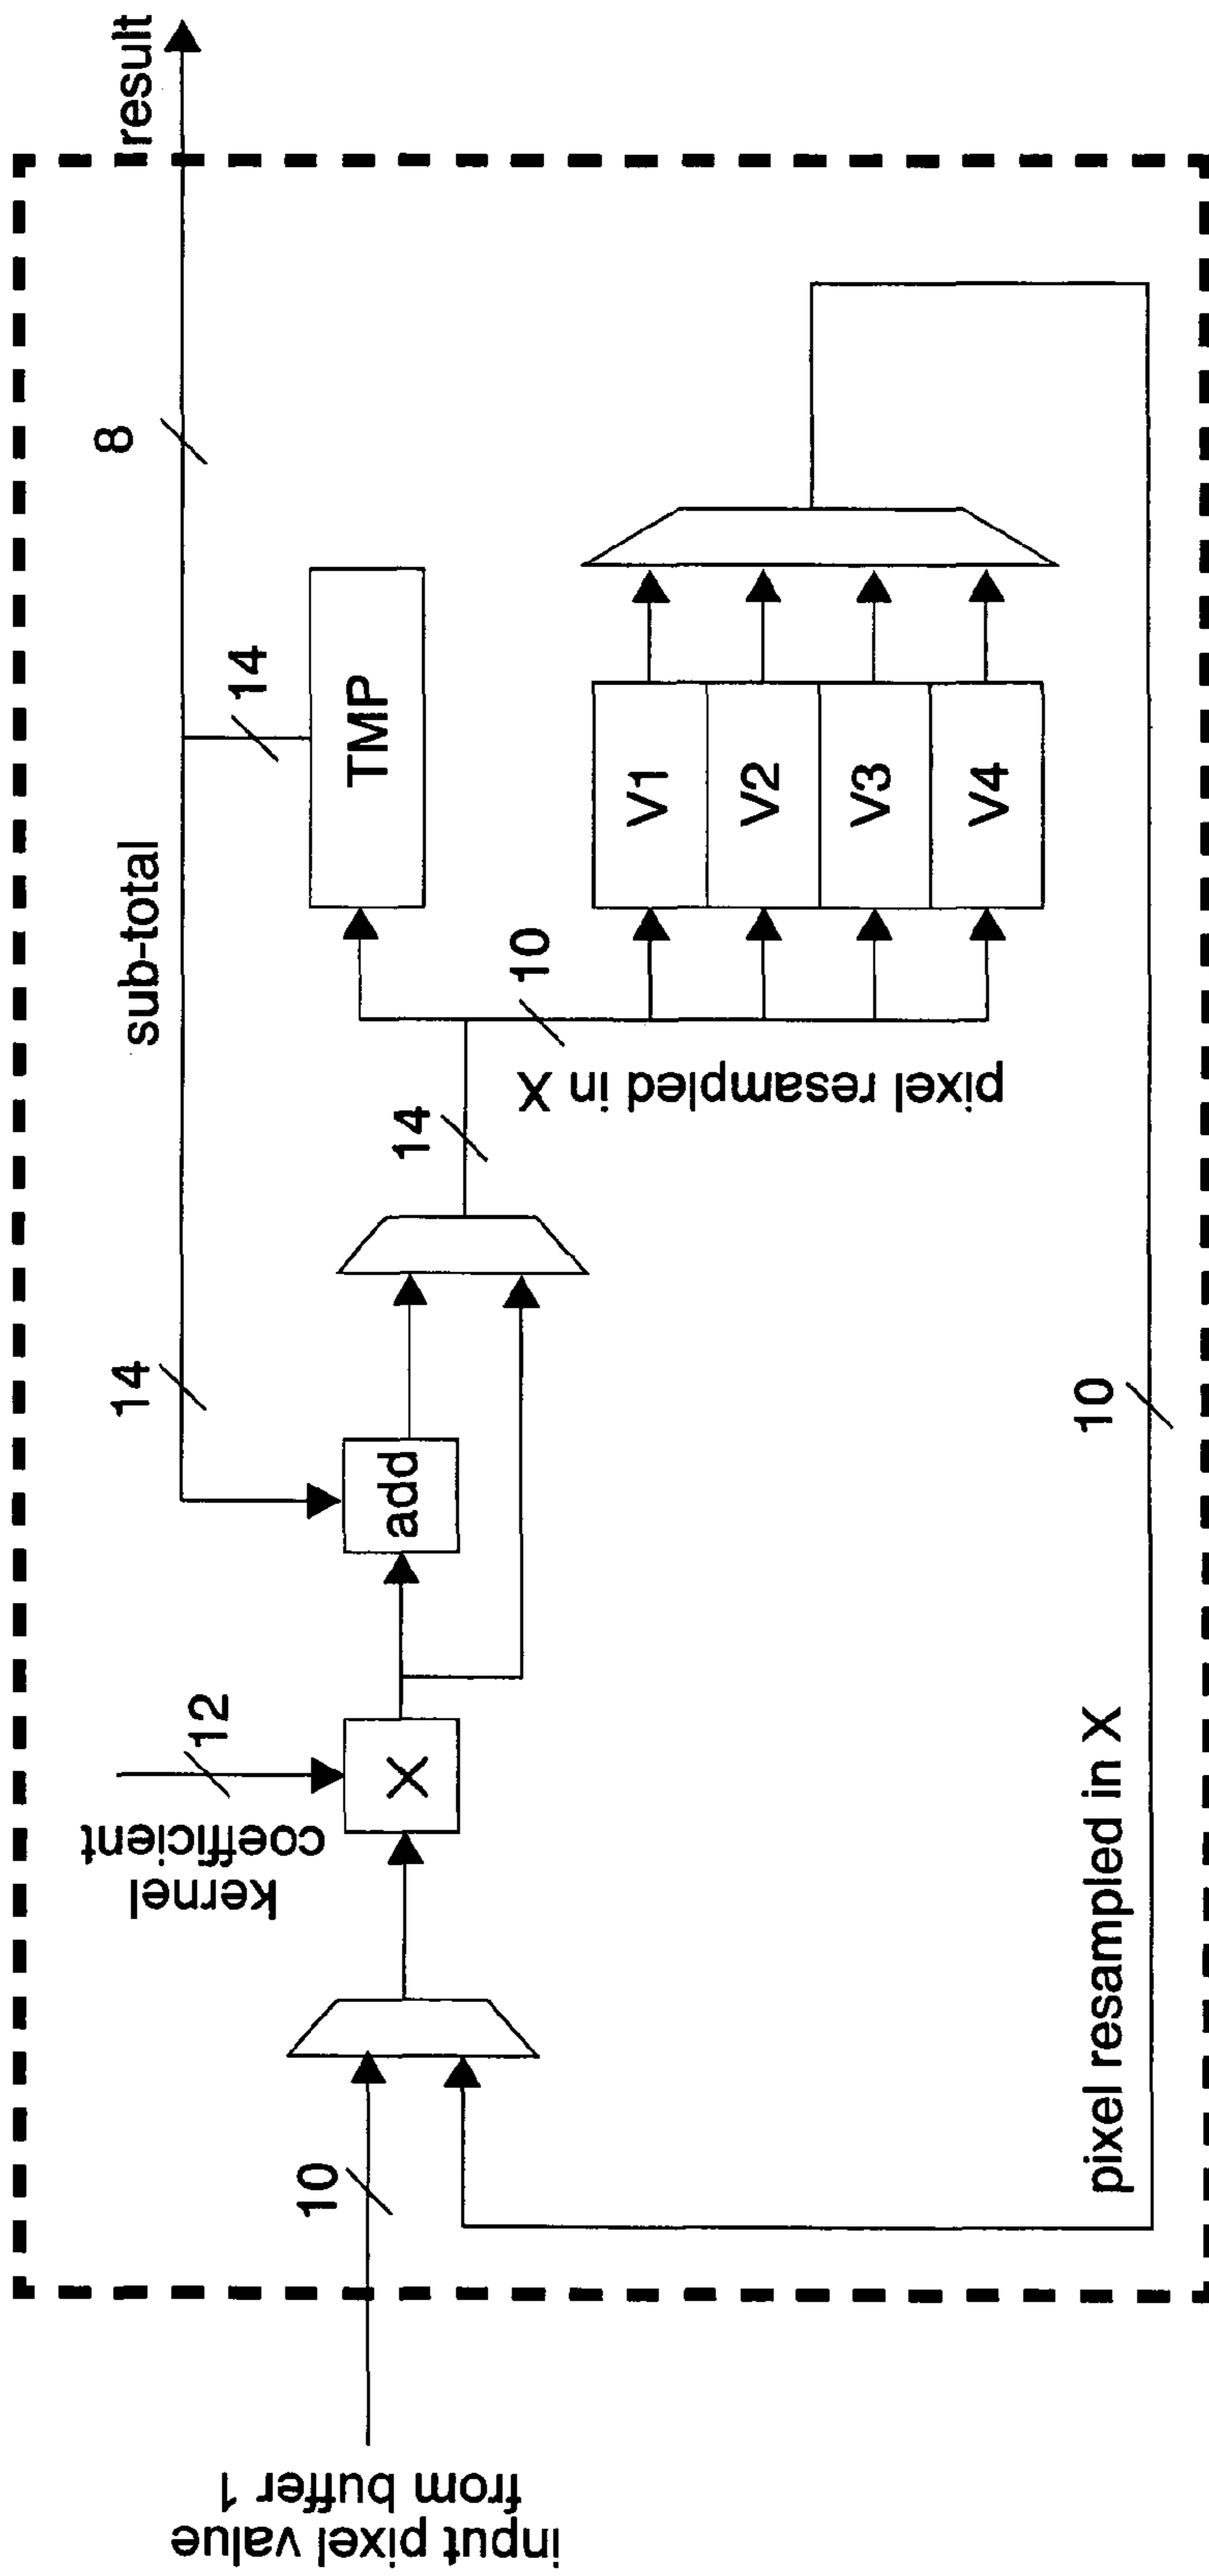 input pixel value
from buffer 1
10
kernel
coefficient
12
X
add
14
sub-total
14
10
pixel resampled in X
TMP
14
V1
V2
V3
V4
8
result
pixel resampled in X
10